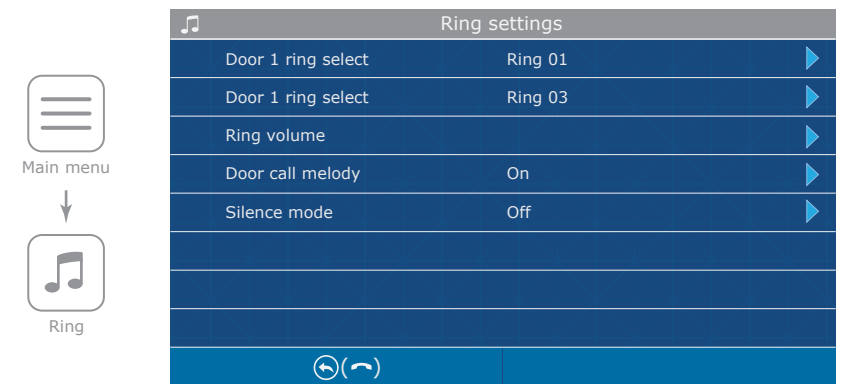 Ring settings
Door 1 ring select Ring 01
Door 1 ring select Ring 03
Ring volume
Door call melody On
Silence mode Off
Main menu
Ring